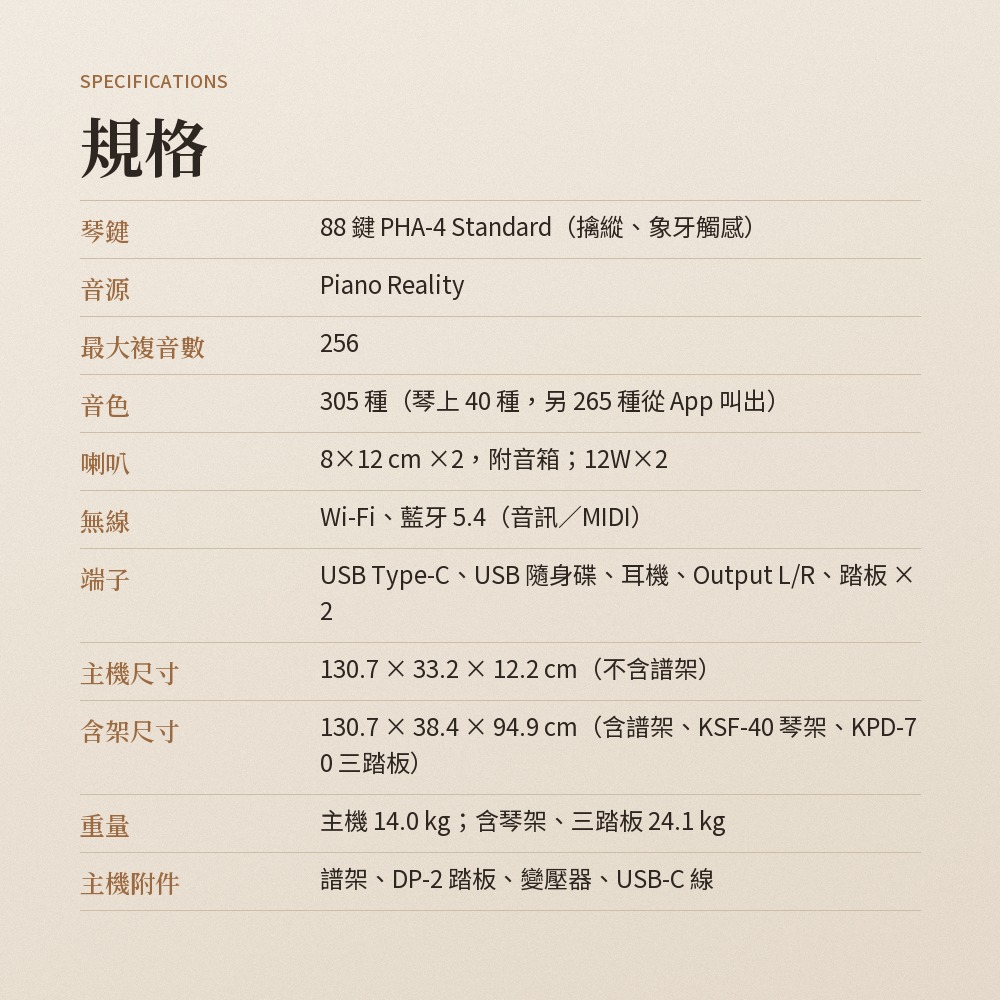 SPECIFICATIONS
規格
琴鍵 88 鍵 PHA-4 Standard（擒縱、象牙觸感）
音源 Piano Reality
最大複音數 256
音色 305 種（琴上 40 種，另 265 種從 App 叫出）
喇叭 8×12 cm ×2，附音箱；12W×2
無線 Wi-Fi、藍牙 5.4（音訊／MIDI）
端子 USB Type-C、USB 隨身碟、耳機、Output L/R、踏板 ×
2
主機尺寸 130.7 × 33.2 × 12.2 cm（不含譜架）
含架尺寸 130.7 × 38.4 × 94.9 cm（含譜架、KSF-40 琴架、KPD-7
0 三踏板）
重量 主機 14.0 kg；含琴架、三踏板 24.1 kg
主機附件 譜架、DP-2 踏板、變壓器、USB-C 線